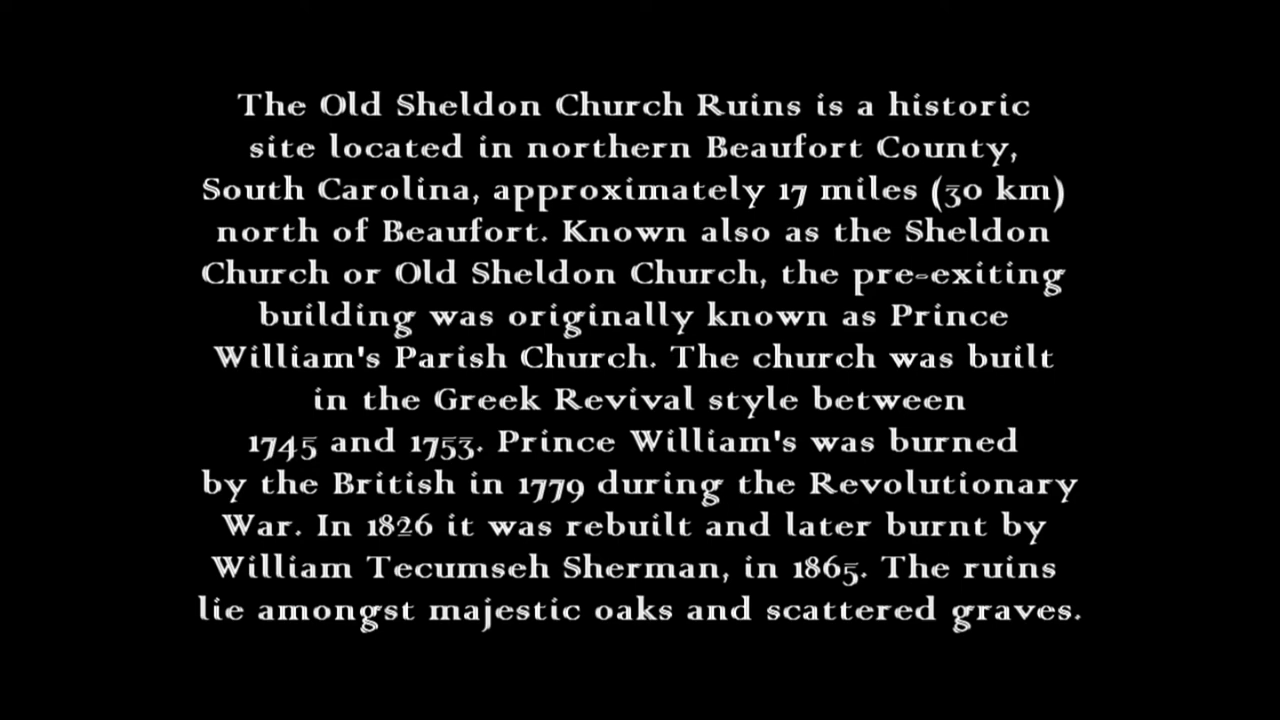 The Old Sheldon Church Ruins is a historic
site located in northern Beaufort County,
South Carolina, approximately 17 miles (30 km)
north of Beaufort. Known also as the Sheldon
Church or Old Sheldon Church, the pre-exiting
building was originally known as Prince
William's Parish Church. The church was built
in the Greek Revival style between
1745 and 1753. Prince William's was burned
by the British in 1779 during the Revolutionary
War. In 1826 it was rebuilt and later burnt by
William Tecumseh Sherman, in 1865. The ruins
lie amongst majestic oaks and scattered graves.